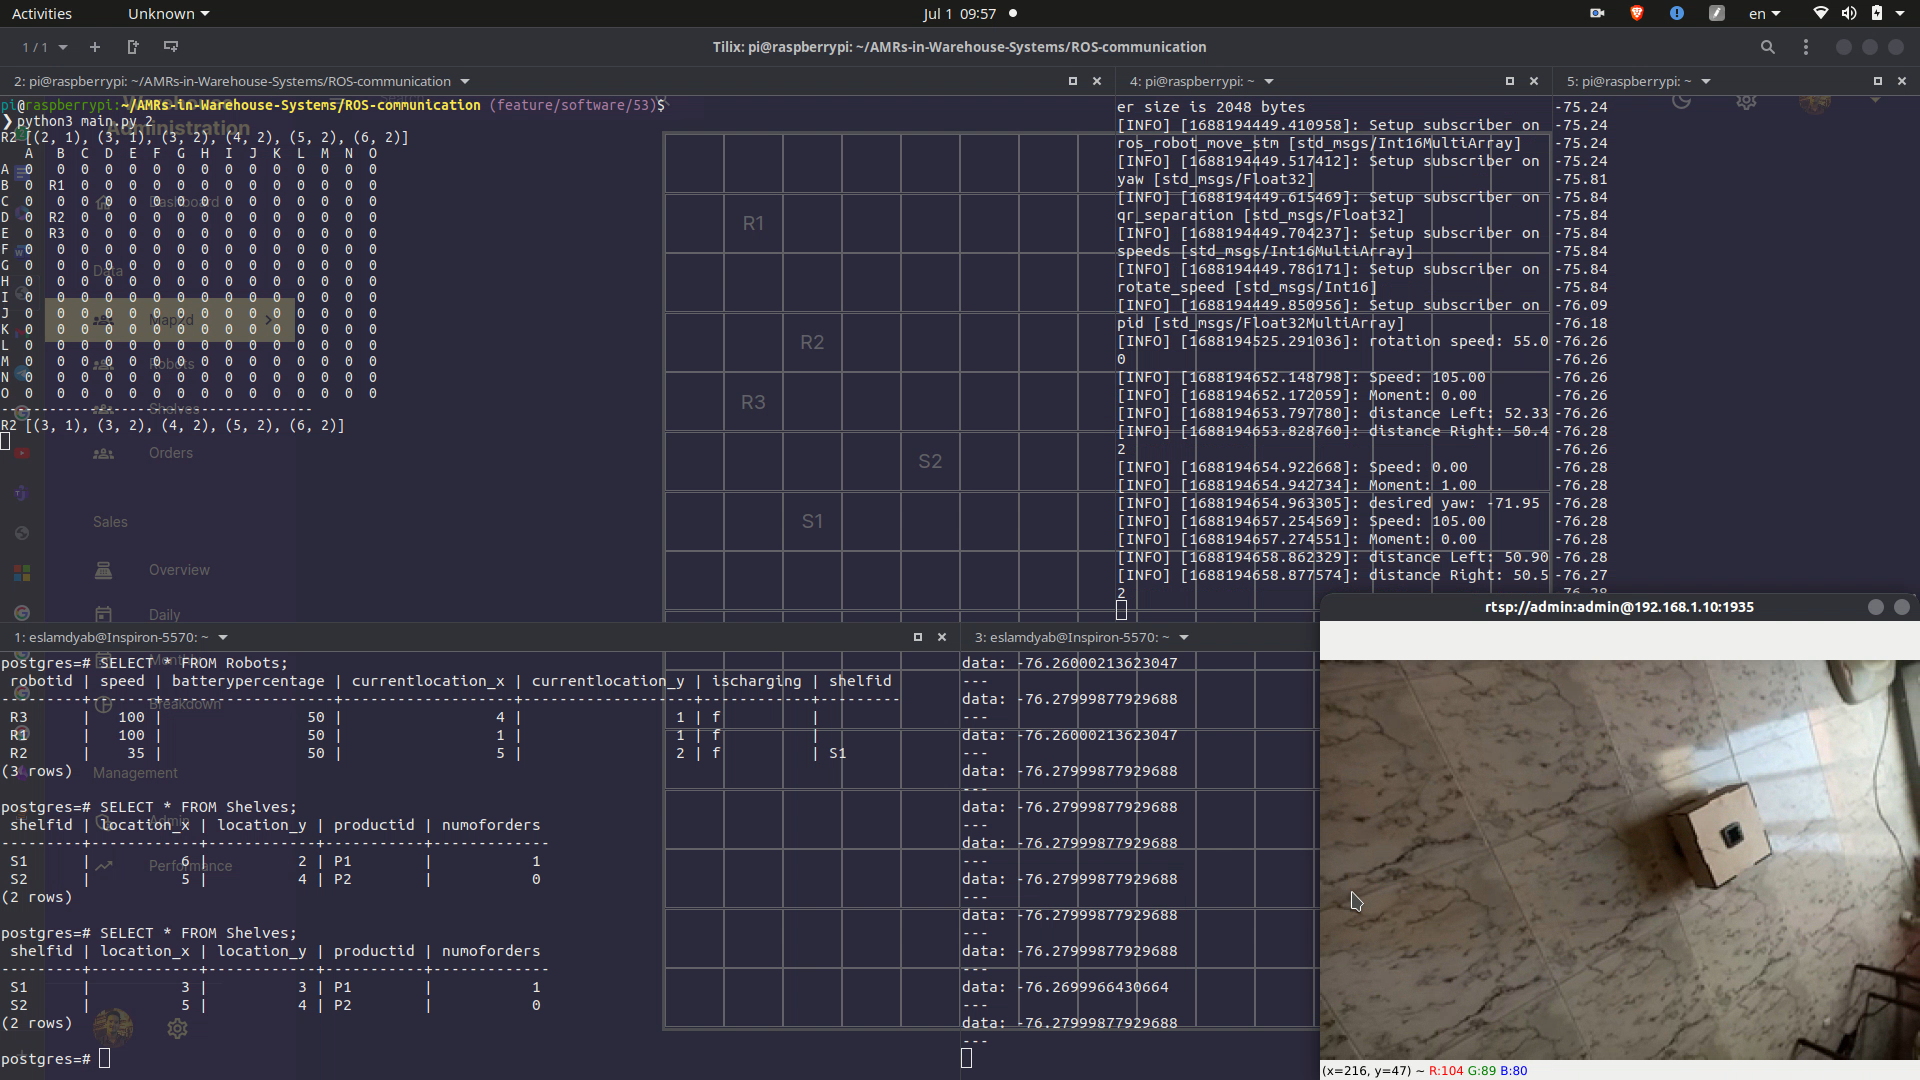 Activities
Unknown
Jul 1 09:57
en
1 / 1
Tilix: pi@raspberrypi: ~/AMRs-in-Warehouse-Systems/ROS-communication
2: pi@raspberrypi: ~/AMRs-in-Warehouse-Systems/ROS-communication
pi@raspberrypi:~/AMRs-in-Warehouse-Systems/ROS-communication (feature/software/53)$
❯ python3 main.py 2
R2 [(2, 1), (3, 1), (3, 2), (4, 2), (5, 2), (6, 2)]
A B C D E F G H I J K L M N O
A 0 0 0 0 0 0 0 0 0 0 0 0 0 0 0
B 0 R1 0 0 0 0 0 0 0 0 0 0 0 0 0
C 0 0 0 0 0 0 0 0 0 0 0 0 0 0 0
D 0 R2 0 0 0 0 0 0 0 0 0 0 0 0 0
E 0 R3 0 0 0 0 0 0 0 0 0 0 0 0 0
F 0 0 0 0 0 0 0 0 0 0 0 0 0 0 0
G 0 0 0 0 0 0 0 0 0 0 0 0 0 0 0
H 0 0 0 0 0 0 0 0 0 0 0 0 0 0 0
I 0 0 0 0 0 0 0 0 0 0 0 0 0 0 0
J 0 0 0 0 0 0 0 0 0 0 0 0 0 0 0
K 0 0 0 0 0 0 0 0 0 0 0 0 0 0 0
L 0 0 0 0 0 0 0 0 0 0 0 0 0 0 0
M 0 0 0 0 0 0 0 0 0 0 0 0 0 0 0
N 0 0 0 0 0 0 0 0 0 0 0 0 0 0 0
O 0 0 0 0 0 0 0 0 0 0 0 0 0 0 0
---------------------------------------
R2 [(3, 1), (3, 2), (4, 2), (5, 2), (6, 2)]
Administration
Dashboard
Data
Map
Robots
Shelves
Orders
Sales
Overview
Daily
Monthly
Breakdown
Management
Admin
Performance
R1
R2
R3
S2
S1
4: pi@raspberrypi: ~
er size is 2048 bytes
[INFO] [1688194449.410958]: Setup subscriber on
ros_robot_move_stm [std_msgs/Int16MultiArray]
[INFO] [1688194449.517412]: Setup subscriber on
yaw [std_msgs/Float32]
[INFO] [1688194449.615469]: Setup subscriber on
qr_separation [std_msgs/Float32]
[INFO] [1688194449.704237]: Setup subscriber on
speeds [std_msgs/Int16MultiArray]
[INFO] [1688194449.786171]: Setup subscriber on
rotate_speed [std_msgs/Int16]
[INFO] [1688194449.850956]: Setup subscriber on
pid [std_msgs/Float32MultiArray]
[INFO] [1688194525.291036]: rotation speed: 55.0
0
[INFO] [1688194652.148798]: Speed: 105.00
[INFO] [1688194652.172059]: Moment: 0.00
[INFO] [1688194653.797780]: distance Left: 52.33
[INFO] [1688194653.828760]: distance Right: 50.4
2
[INFO] [1688194654.922668]: Speed: 0.00
[INFO] [1688194654.942734]: Moment: 1.00
[INFO] [1688194654.963305]: desired yaw: -71.95
[INFO] [1688194657.254569]: Speed: 105.00
[INFO] [1688194657.274551]: Moment: 0.00
[INFO] [1688194658.862329]: distance Left: 50.90
[INFO] [1688194658.877574]: distance Right: 50.5
2
5: pi@raspberrypi: ~
-75.24
-75.24
-75.24
-75.24
-75.81
-75.84
-75.84
-75.84
-75.84
-75.84
-75.84
-76.09
-76.18
-76.26
-76.26
-76.26
-76.26
-76.26
-76.28
-76.26
-76.28
-76.28
-76.28
-76.28
-76.28
-76.28
-76.27
-76.28
1: eslamdyab@Inspiron-5570: ~
postgres=# SELECT * FROM Robots;
robotid | speed | batterypercentage | currentlocation_x | currentlocation_y | ischarging | shelfid
---------+-------+-------------------+-------------------+-------------------+------------+---------
R3 | 100 | 50 | 4 | 1 | f |
R1 | 100 | 50 | 1 | 1 | f |
R2 | 35 | 50 | 5 | 2 | f | S1
(3 rows)
postgres=# SELECT * FROM Shelves;
shelfid | location_x | location_y | productid | numoforders
---------+------------+------------+-----------+-------------
S1 | 6 | 2 | P1 | 1
S2 | 5 | 4 | P2 | 0
(2 rows)
postgres=# SELECT * FROM Shelves;
shelfid | location_x | location_y | productid | numoforders
---------+------------+------------+-----------+-------------
S1 | 3 | 3 | P1 | 1
S2 | 5 | 4 | P2 | 0
(2 rows)
postgres=#
3: eslamdyab@Inspiron-5570: ~
data: -76.26000213623047
---
data: -76.27999877929688
---
data: -76.26000213623047
---
data: -76.27999877929688
---
data: -76.27999877929688
---
data: -76.27999877929688
---
data: -76.27999877929688
---
data: -76.27999877929688
---
data: -76.27999877929688
---
data: -76.2699966430664
---
data: -76.27999877929688
---
rtsp://admin:admin@192.168.1.10:1935
(x=216, y=47) ~ R:104 G:89 B:80